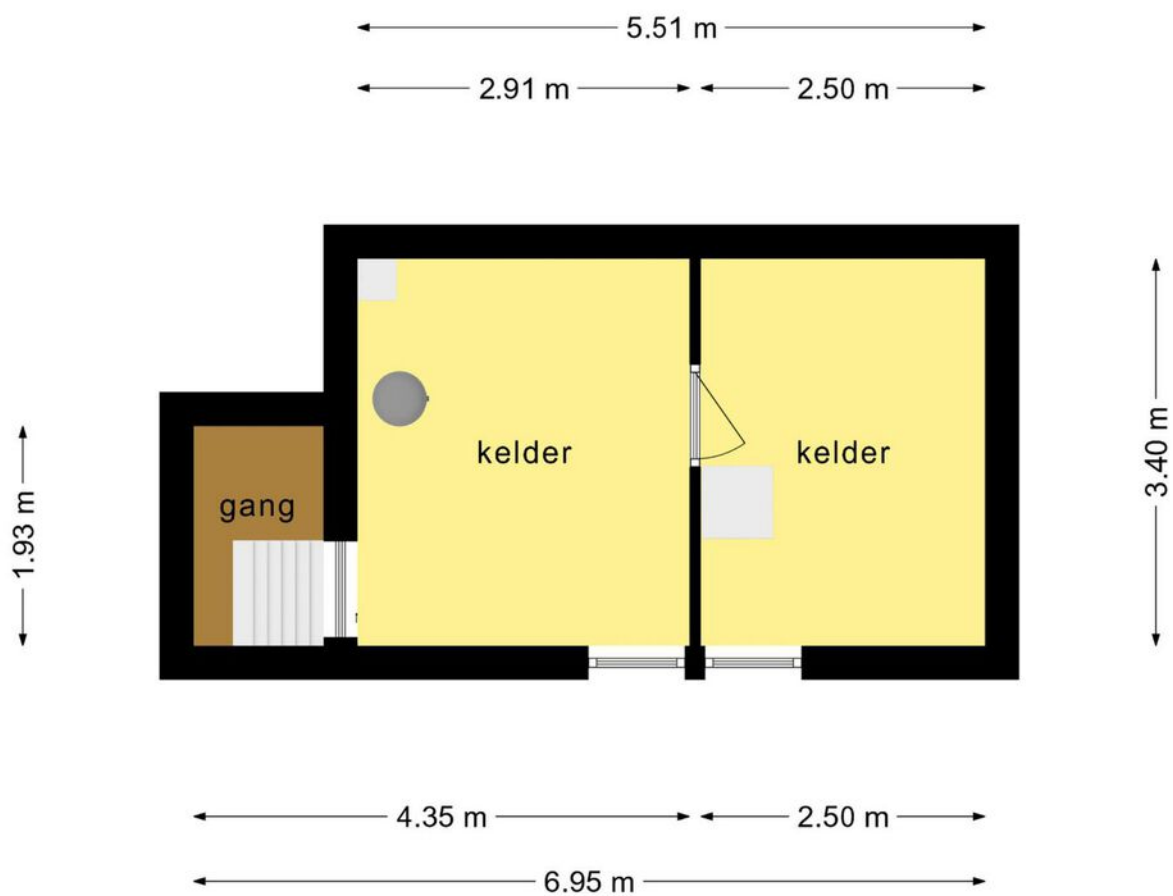 5.51 m
2.91 m
2.50 m
kelder
kelder
3.40 m
gang
1.93 m
4.35 m
2.50 m
6.95 m